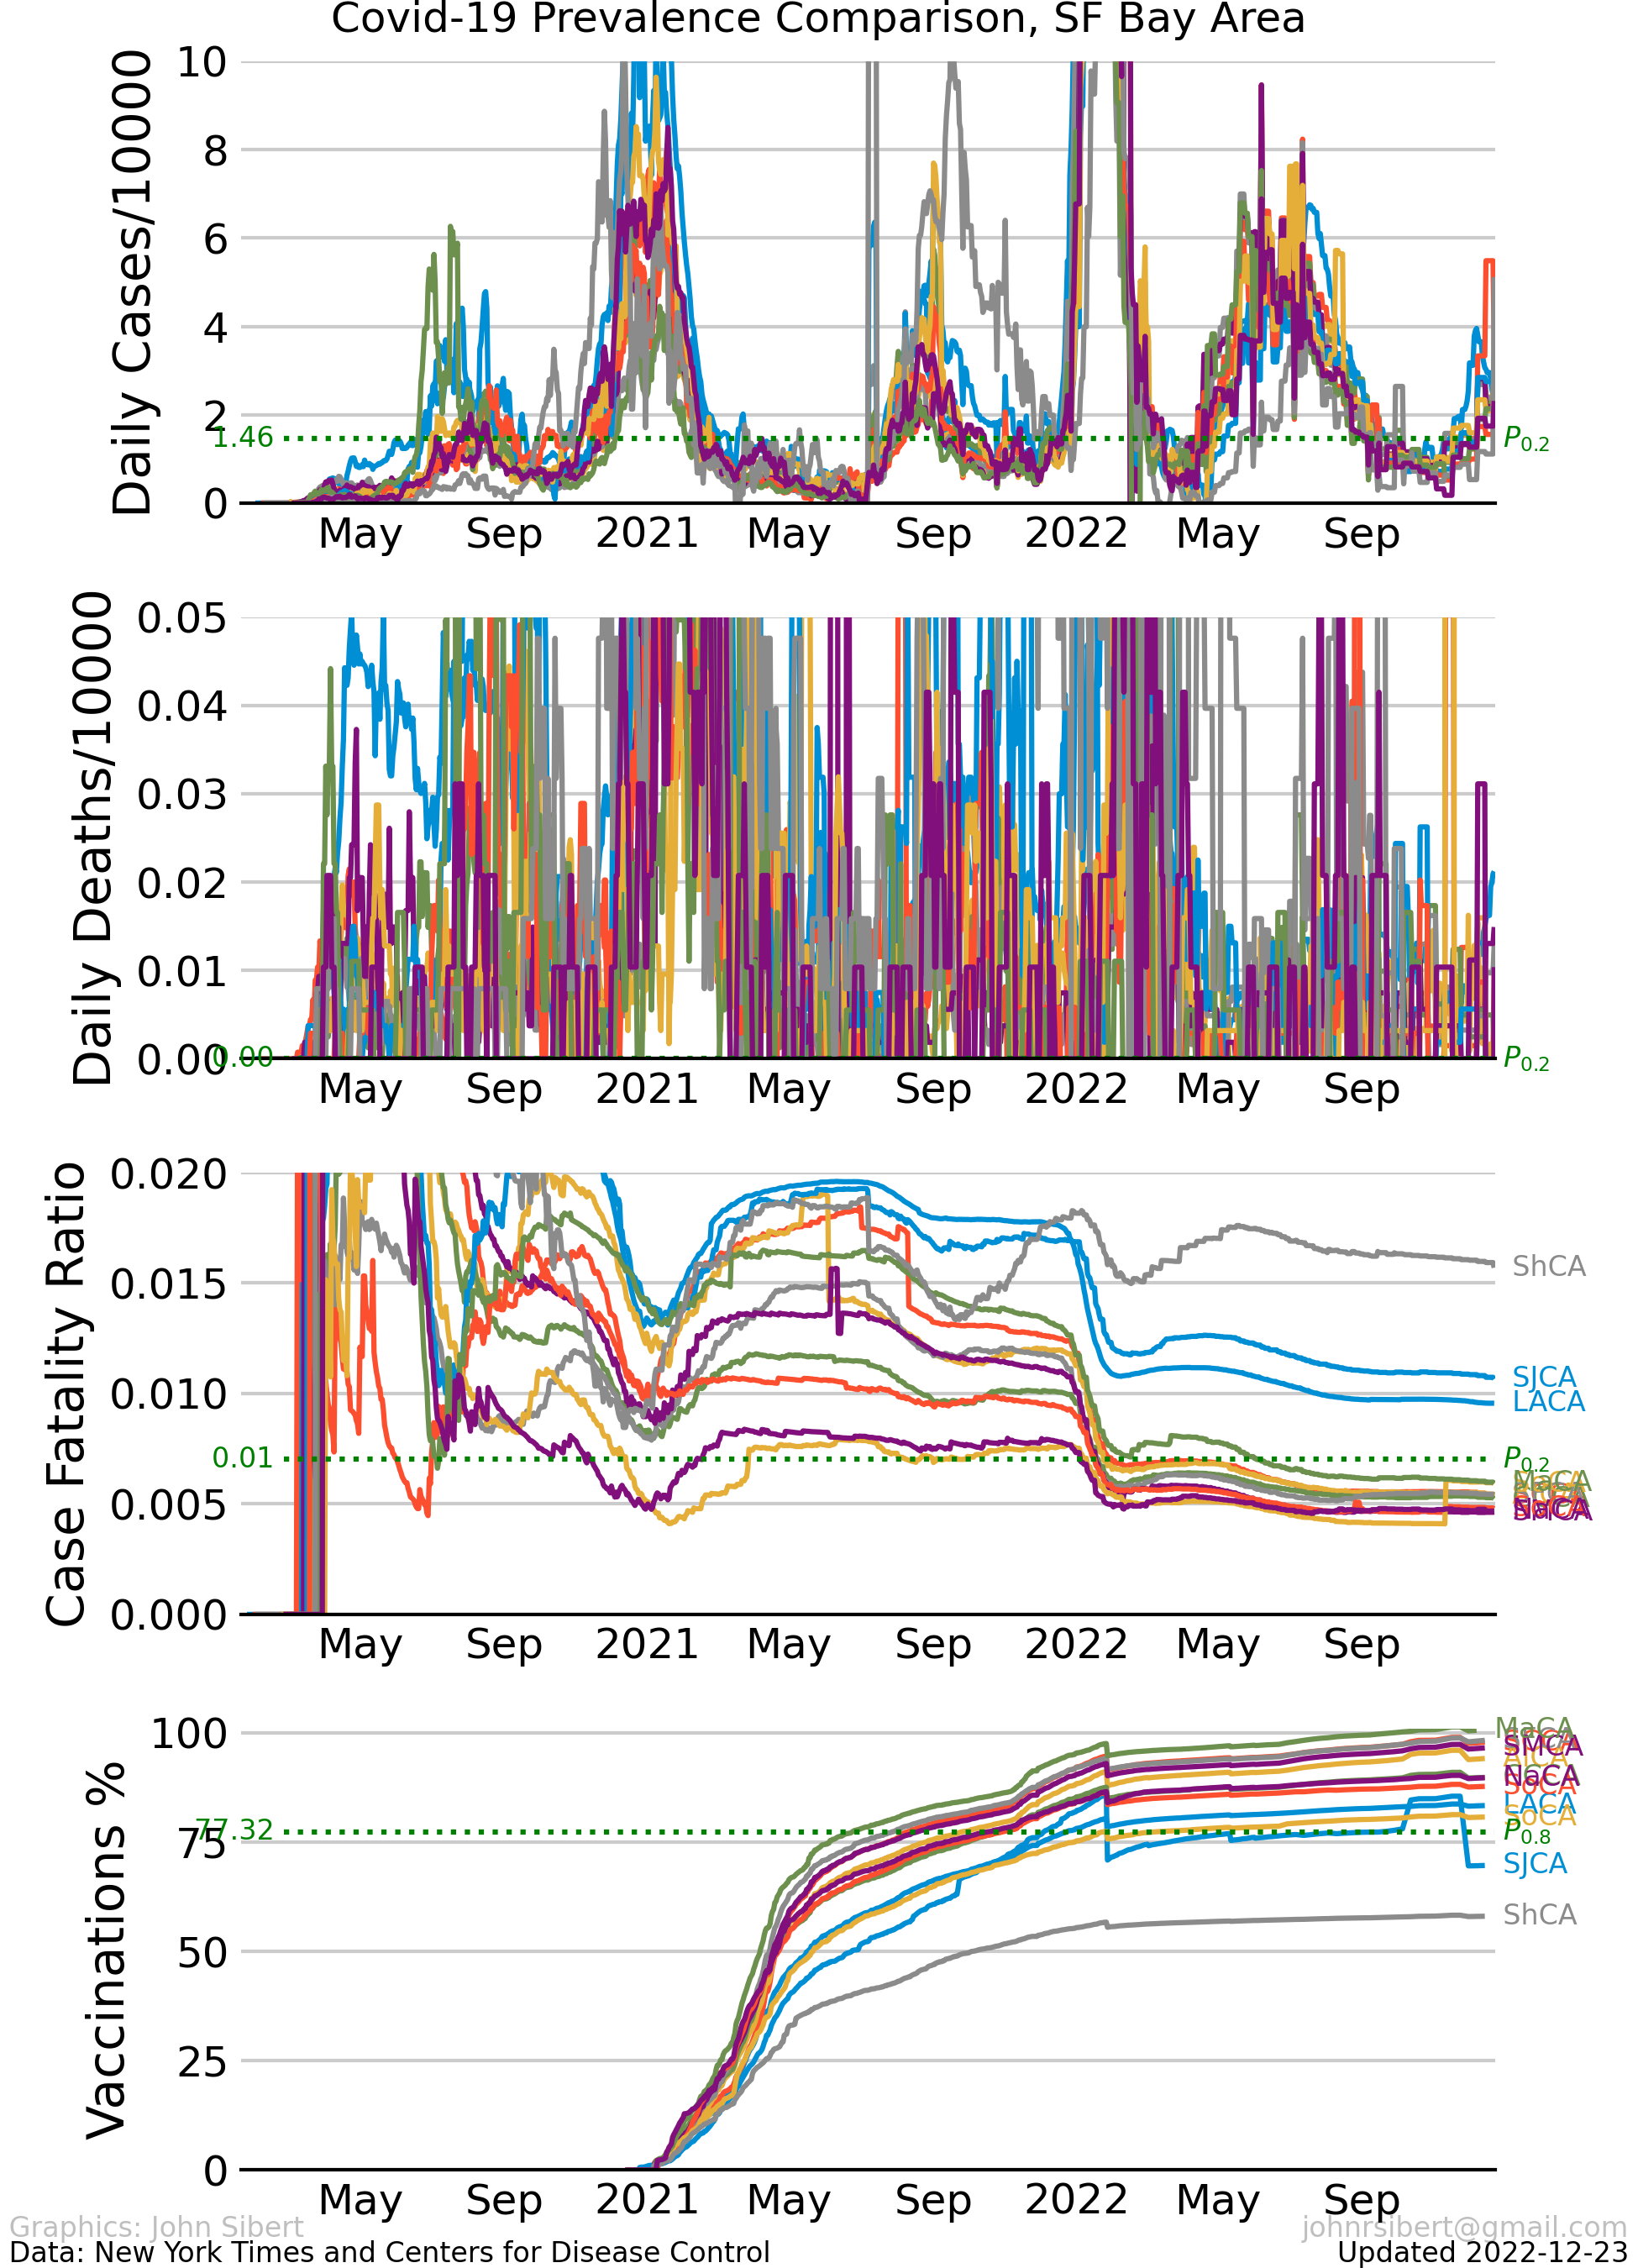 Covid-19 Prevalence Comparison, SF Bay Area
Daily Cases/10000
10
8
6
4
2
0
1.46
P0.2
May Sep 2021 May Sep 2022 May Sep
Daily Deaths/10000
0.05
0.04
0.03
0.02
0.01
0.00
0.00
P0.2
May Sep 2021 May Sep 2022 May Sep
Case Fatality Ratio
0.020
0.015
0.010
0.005
0.000
0.01
ShCA
SJCA
LACA
P0.2
MaCA
NaCA
SMCA
May Sep 2021 May Sep 2022 May Sep
Vaccinations %
100
75
50
25
0
77.32
MaCA
SMCA
AlCA
NaCA
SoCA
LACA
SoCA
P0.8
SJCA
ShCA
May Sep 2021 May Sep 2022 May Sep
Graphics: John Sibert
johnrsibert@gmail.com
Data: New York Times and Centers for Disease Control
Updated 2022-12-23